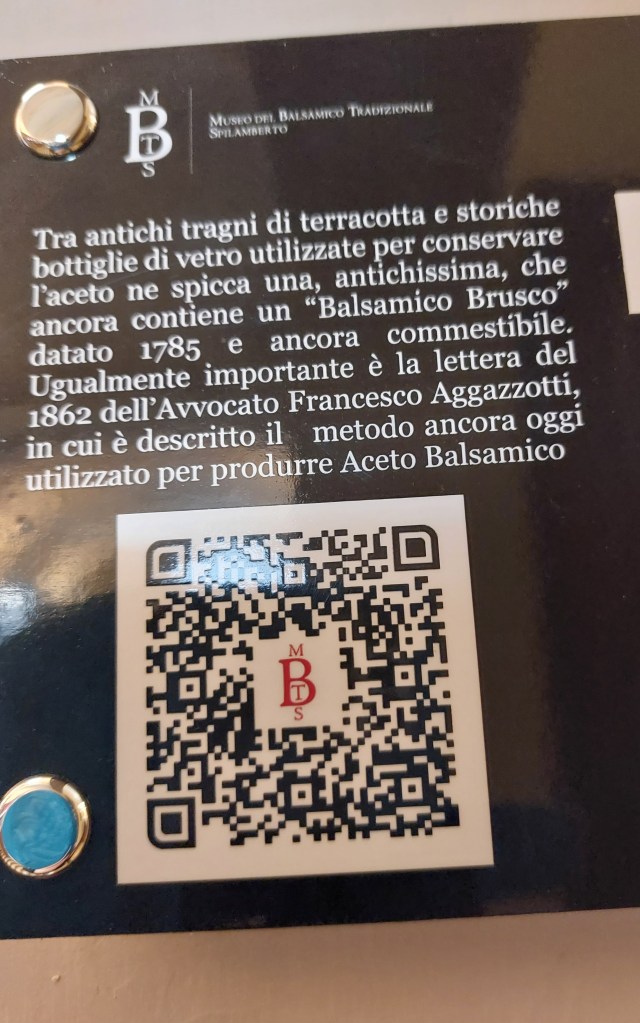 M
B
T
S
Museo del Balsamico Tradizionale
Spilamberto
Tra antichi tragni di terracotta e storiche
bottiglie di vetro utilizzate per conservare
l'aceto ne spicca una, antichissima, che
ancora contiene un “Balsamico Brusco”
datato 1785 e ancora commestibile.
Ugualmente importante è la lettera del
1862 dell'Avvocato Francesco Aggazzotti,
in cui è descritto il metodo ancora oggi
utilizzato per produrre Aceto Balsamico
M
B
T
S